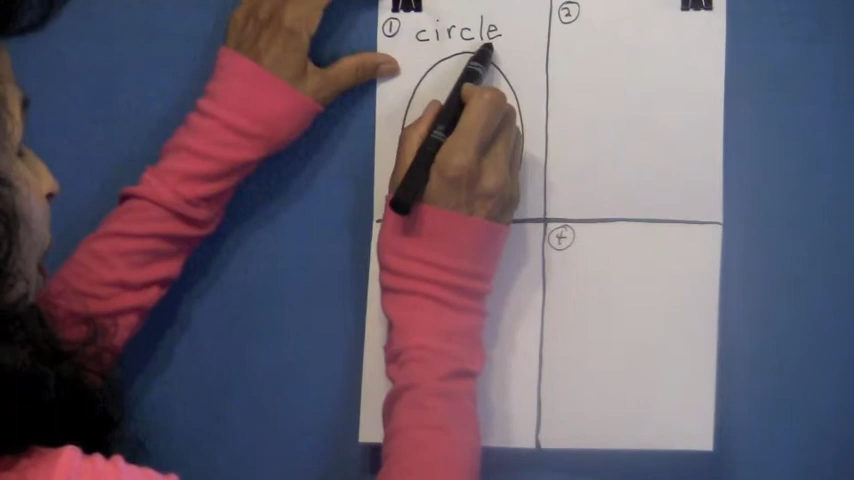 ① circle
②
④